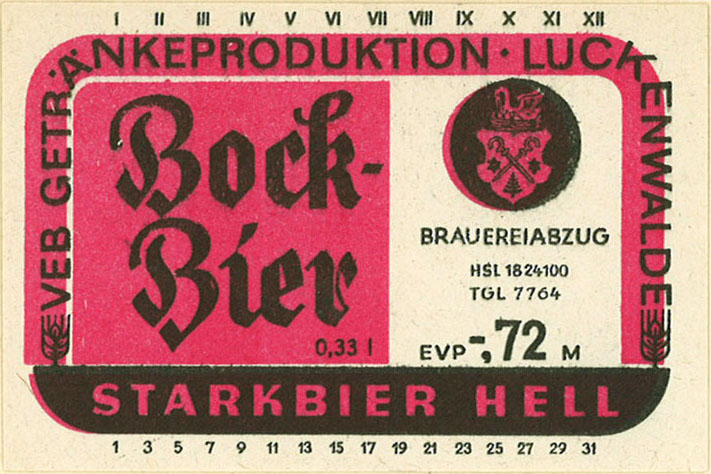 I II III IV V VI VII VIII IX X XI XII
VEB GETRÄNKEPRODUKTION · LUCKENWALDE
Bock-
Bier
0,33 l
BRAUEREIABZUG
HSL 1824100
TGL 7764
EVP -,72 M
STARKBIER HELL
1 3 5 7 9 11 13 15 17 19 21 23 25 27 29 31